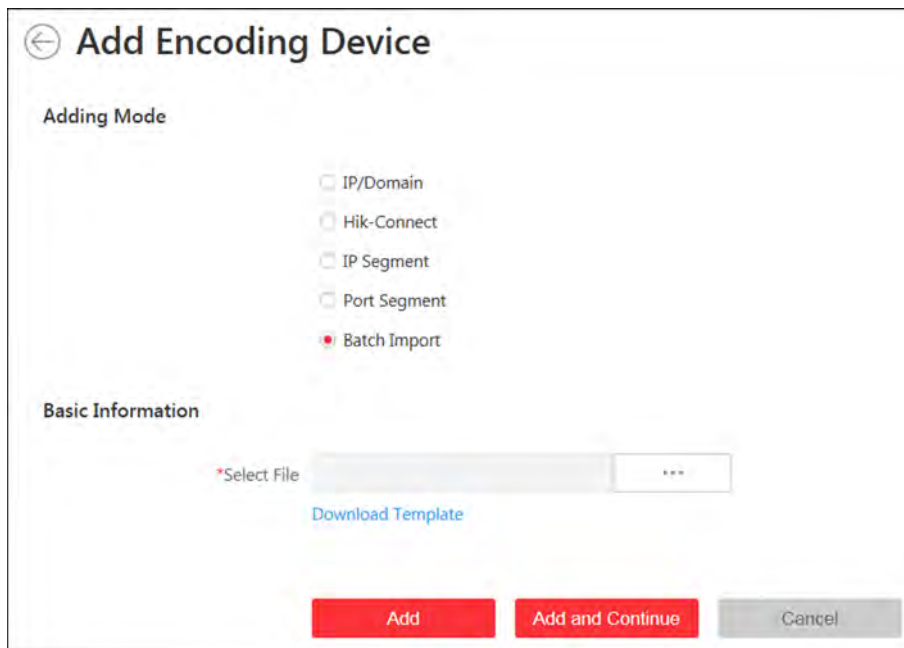 Add Encoding Device
Adding Mode
IP/Domain
Hik-Connect
IP Segment
Port Segment
Batch Import
Basic Information
*Select File ...
Download Template
Add Add and Continue Cancel